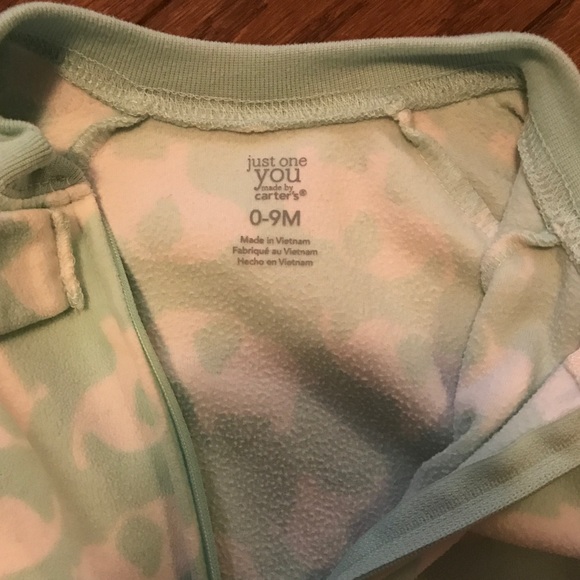 just one
you
made by
carter's®
0-9M
Made in Vietnam
Fabriqué au Vietnam
Hecho en Vietnam